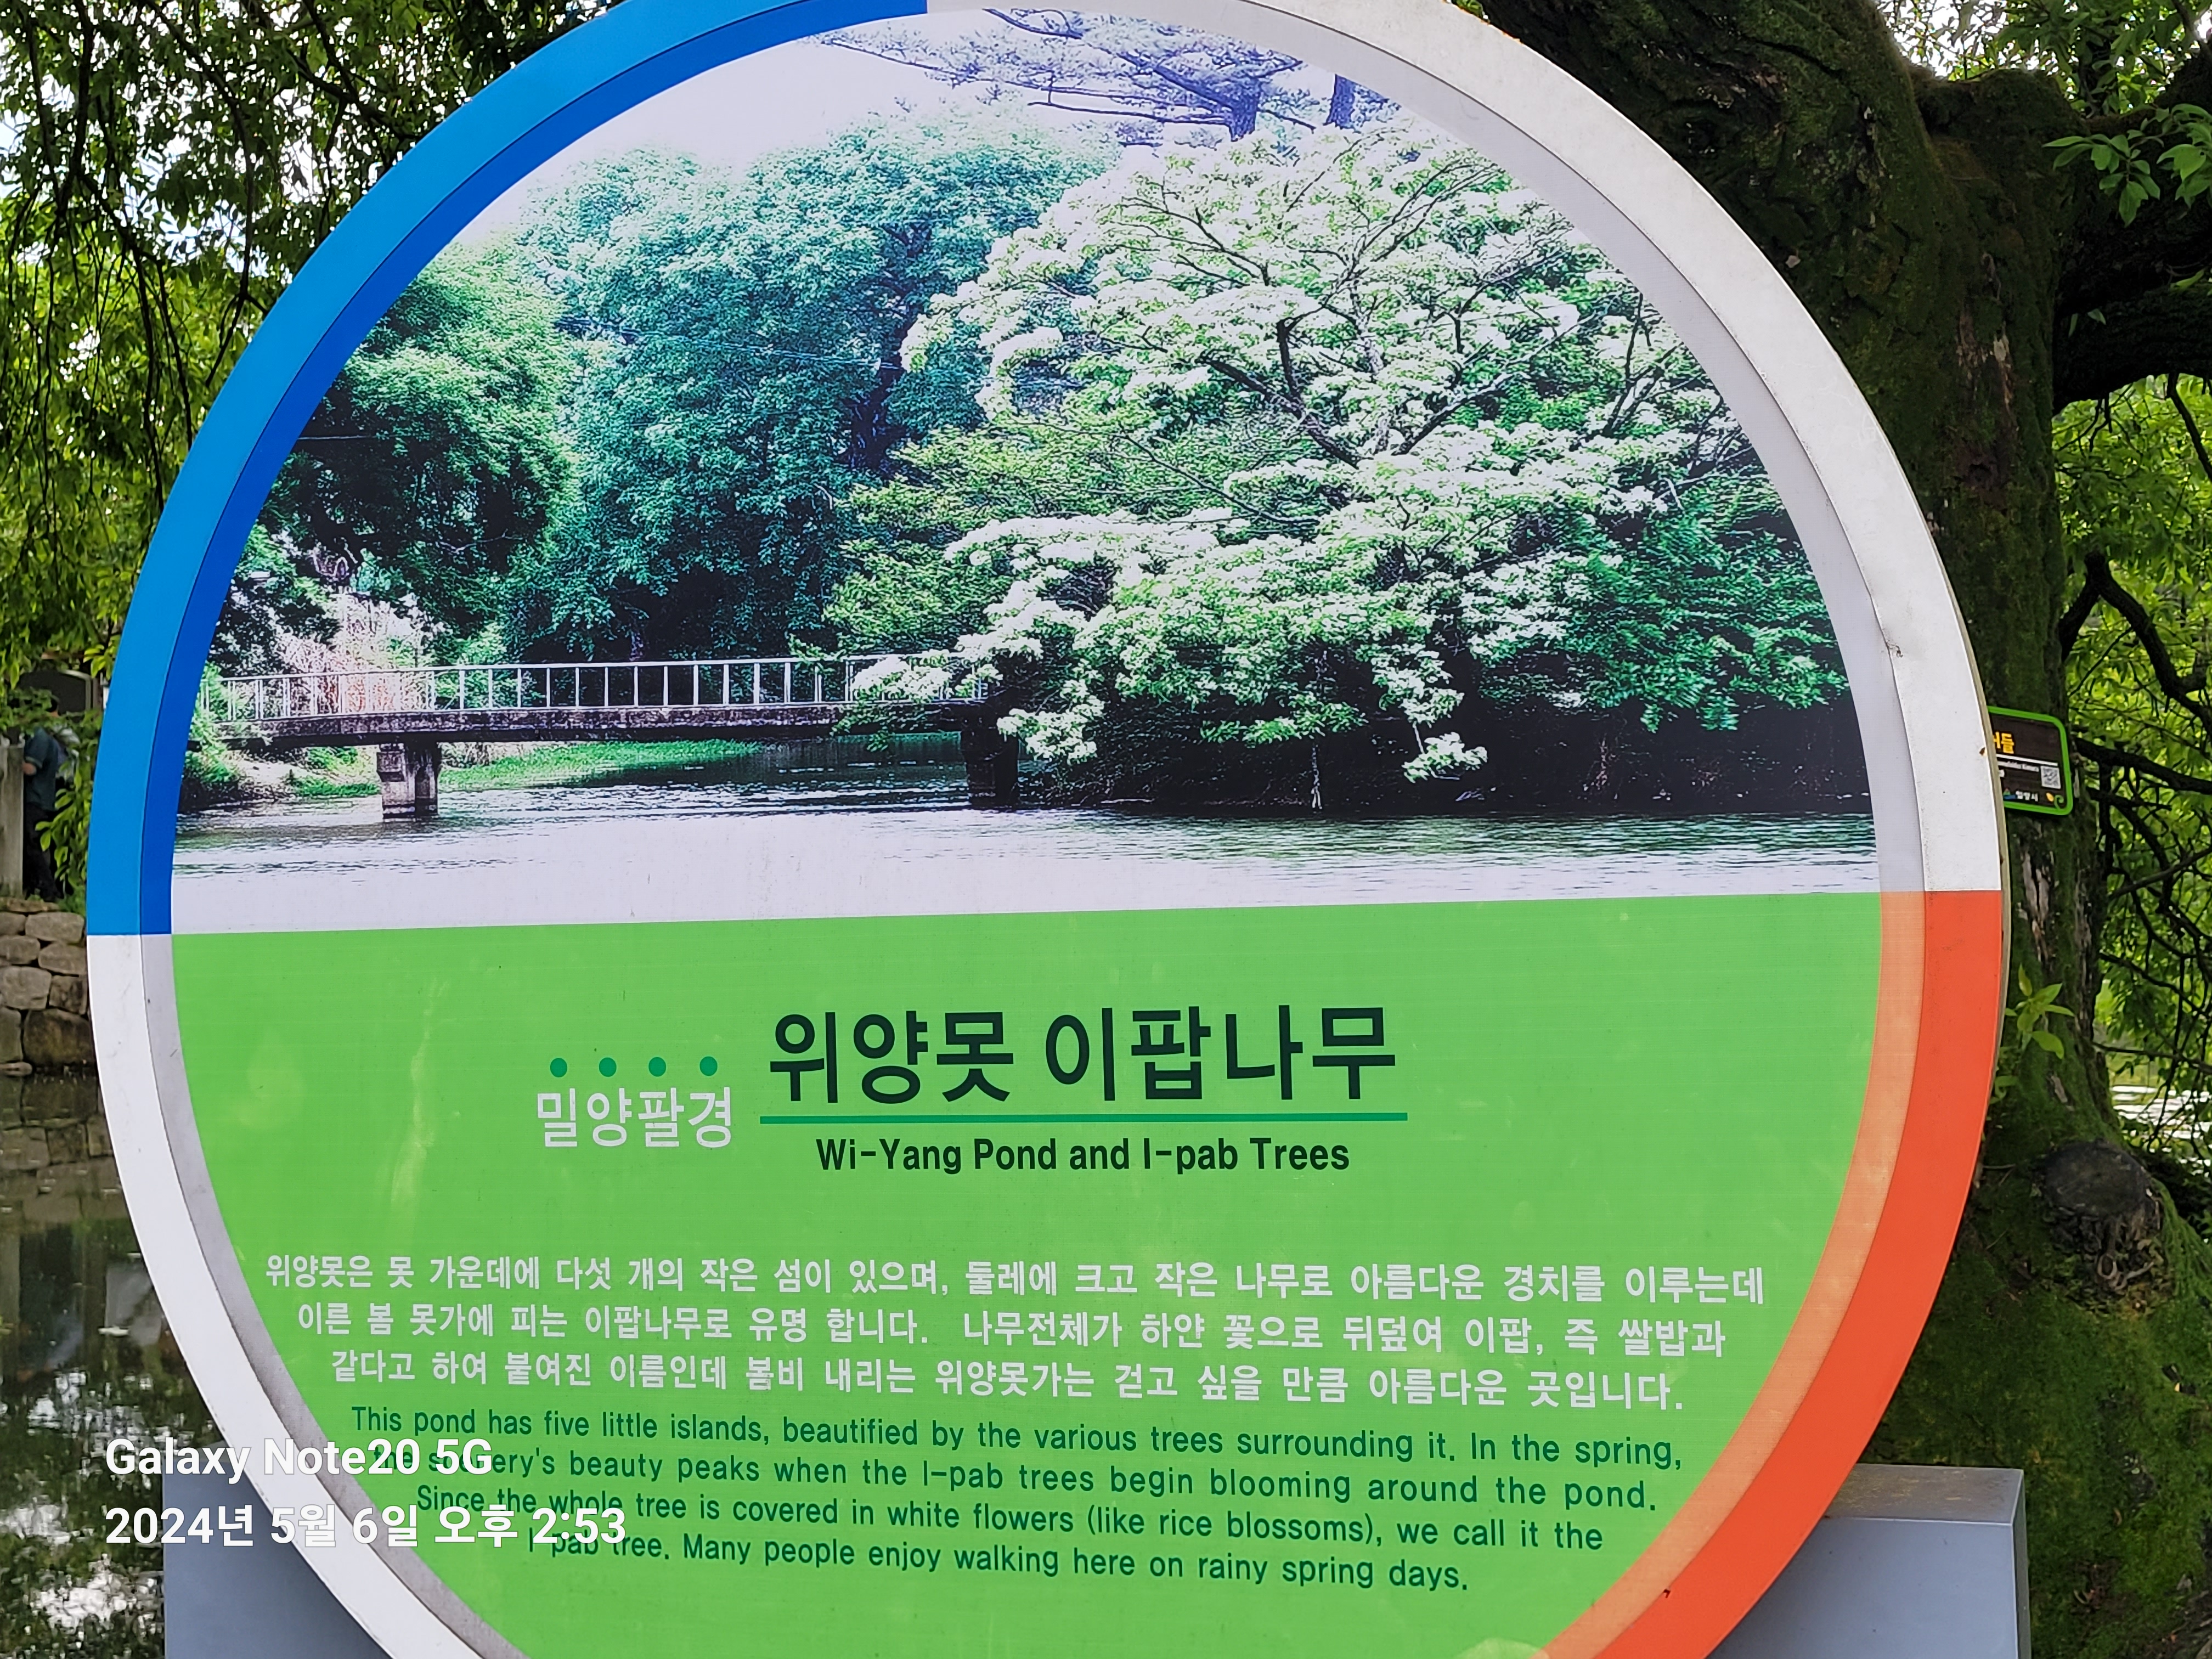 위양못 이팝나무
밀양팔경
Wi-Yang Pond and I-pab Trees
위양못은 못 가운데에 다섯 개의 작은 섬이 있으며, 둘레에 크고 작은 나무로 아름다운 경치를 이루는데
이른 봄 못가에 피는 이팝나무로 유명 합니다. 나무전체가 하얀 꽃으로 뒤덮여 이팝, 즉 쌀밥과
같다고 하여 붙여진 이름인데 봄비 내리는 위양못가는 걷고 싶을 만큼 아름다운 곳입니다.
This pond has five little islands, beautified by the various trees surrounding it. In the spring,
the scenery's beauty peaks when the I-pab trees begin blooming around the pond.
Since the whole tree is covered in white flowers (like rice blossoms), we call it the
I-pab tree. Many people enjoy walking here on rainy spring days.
Galaxy Note20 5G
2024년 5월 6일 오후 2:53